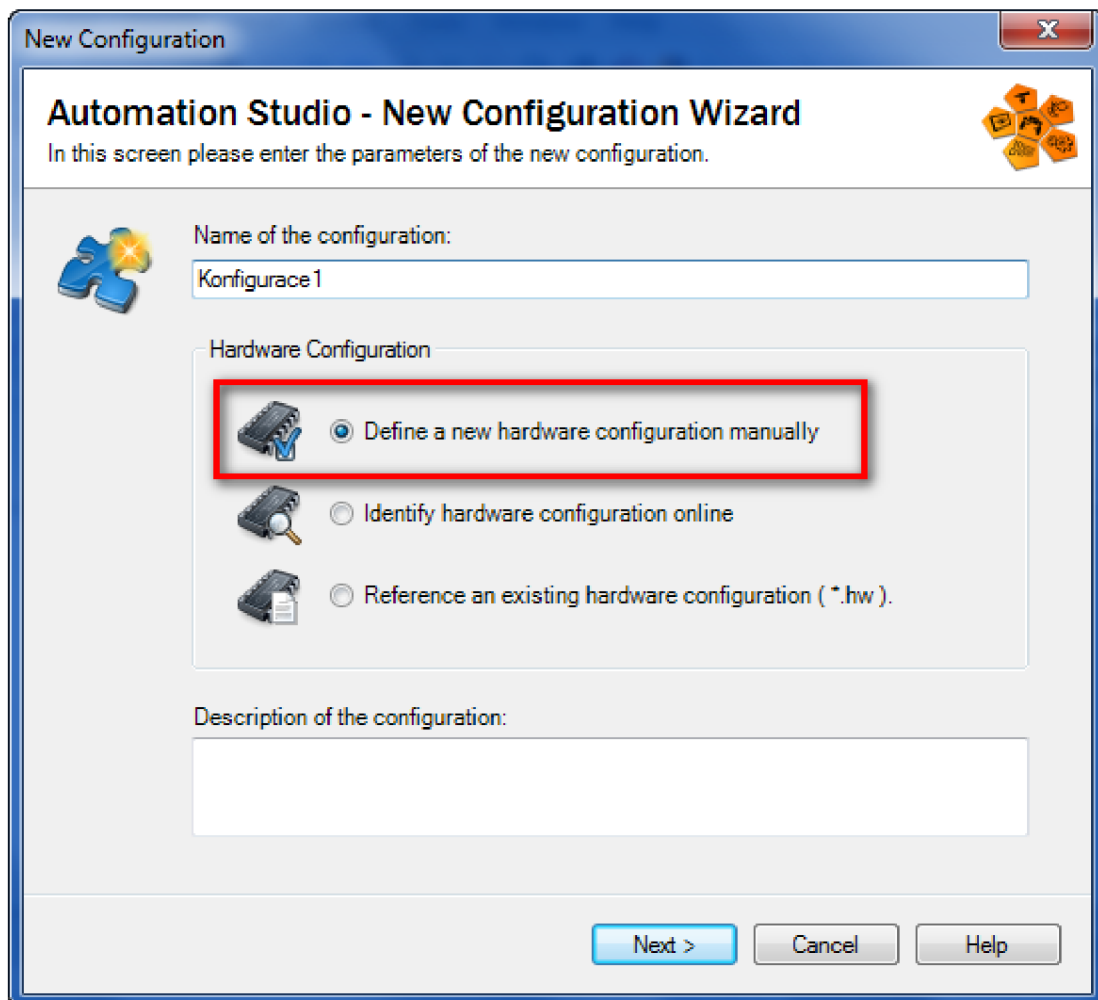 New Configuration
Automation Studio - New Configuration Wizard
In this screen please enter the parameters of the new configuration.
Name of the configuration:
Konfigurace1
Hardware Configuration
Define a new hardware configuration manually
Identify hardware configuration online
Reference an existing hardware configuration ( *.hw ).
Description of the configuration:
Next >
Cancel
Help